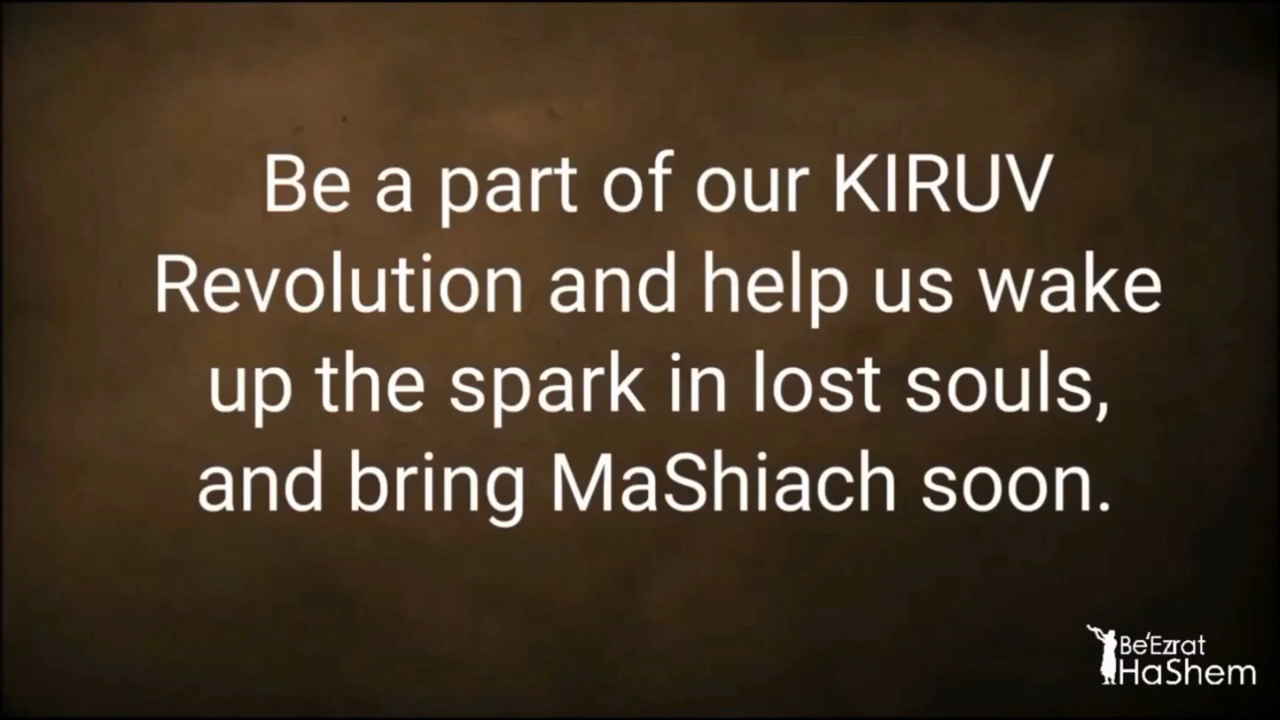 Be a part of our KIRUV
Revolution and help us wake
up the spark in lost souls,
and bring MaShiach soon.
Be'Ezrat
HaShem